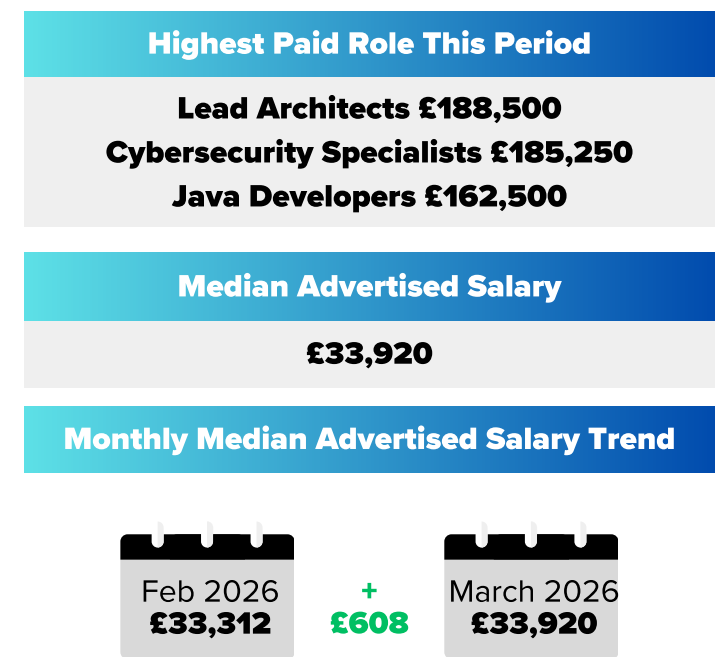 Highest Paid Role This Period
Lead Architects £188,500
Cybersecurity Specialists £185,250
Java Developers £162,500
Median Advertised Salary
£33,920
Monthly Median Advertised Salary Trend
Feb 2026
£33,312
+
£608
March 2026
£33,920